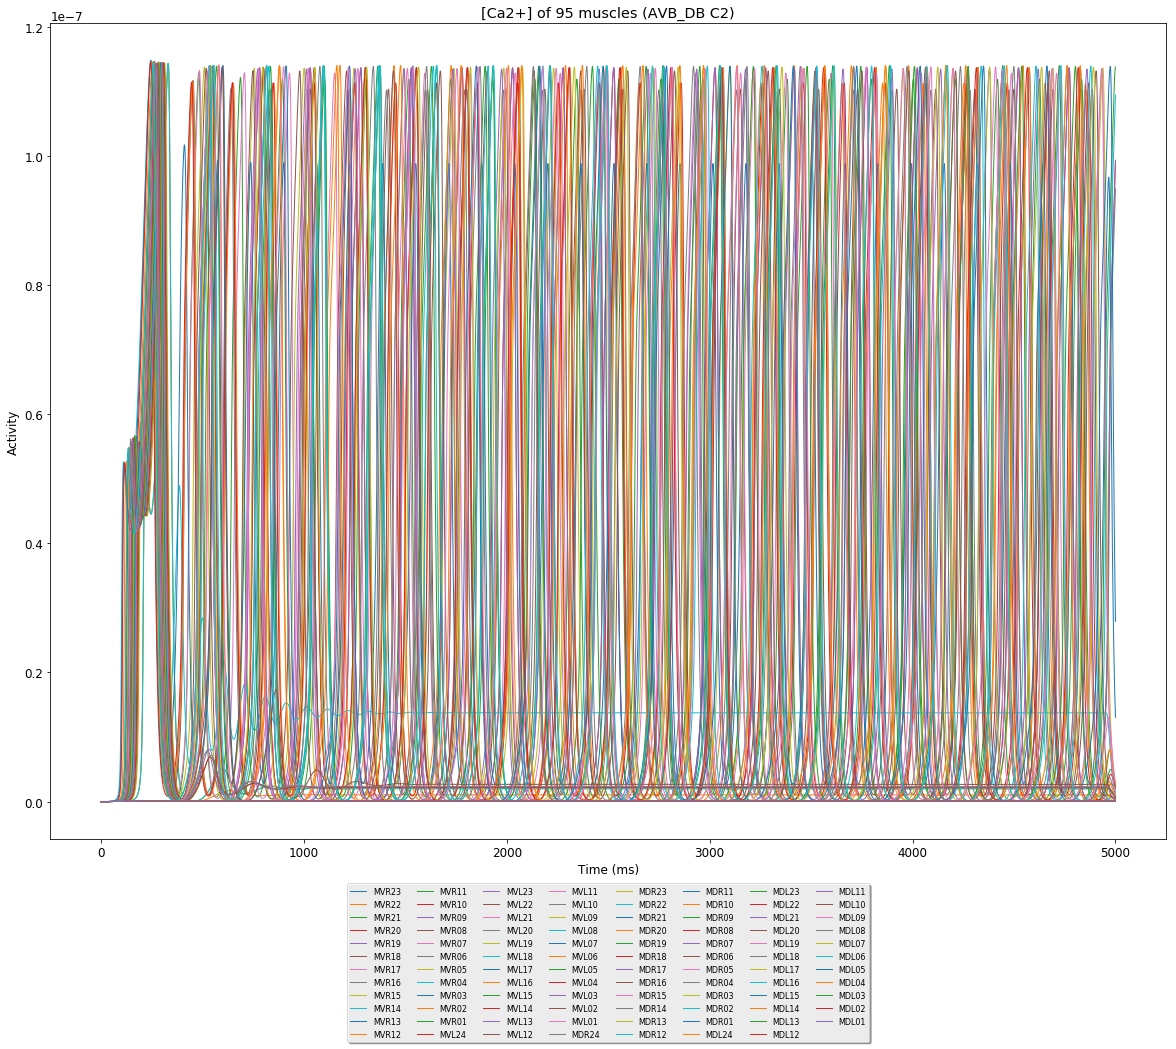 [Ca2+] of 95 muscles (AVB_DB C2)
1e−7
1.2
1.0
0.8
0.6
0.4
0.2
0.0
Activity
0 1000 2000 3000 4000 5000
Time (ms)
MVR23 MVR11 MVL23 MVL11 MDR23 MDR11 MDL23 MDL11
MVR22 MVR10 MVL22 MVL10 MDR22 MDR10 MDL22 MDL10
MVR21 MVR09 MVL21 MVL09 MDR21 MDR09 MDL21 MDL09
MVR20 MVR08 MVL20 MVL08 MDR20 MDR08 MDL20 MDL08
MVR19 MVR07 MVL19 MVL07 MDR19 MDR07 MDL19 MDL07
MVR18 MVR06 MVL18 MVL06 MDR18 MDR06 MDL18 MDL06
MVR17 MVR05 MVL17 MVL05 MDR17 MDR05 MDL17 MDL05
MVR16 MVR04 MVL16 MVL04 MDR16 MDR04 MDL16 MDL04
MVR15 MVR03 MVL15 MVL03 MDR15 MDR03 MDL15 MDL03
MVR14 MVR02 MVL14 MVL02 MDR14 MDR02 MDL14 MDL02
MVR13 MVR01 MVL13 MVL01 MDR13 MDR01 MDL13 MDL01
MVR12 MVL24 MVL12 MDR24 MDR12 MDL24 MDL12